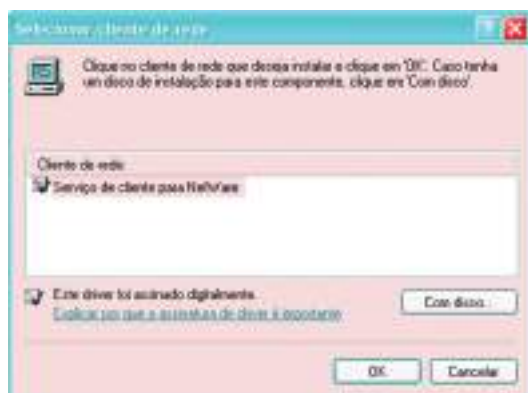 Selecionar cliente de rede
Clique no cliente de rede que deseja instalar e clique em 'OK'. Caso tenha
um disco de instalação para este componente, clique em 'Com disco'.
Cliente de rede
Serviço de cliente para NetWare
Este driver foi assinado digitalmente.
Explicar por que a assinatura de driver é importante
Com disco...
OK
Cancelar